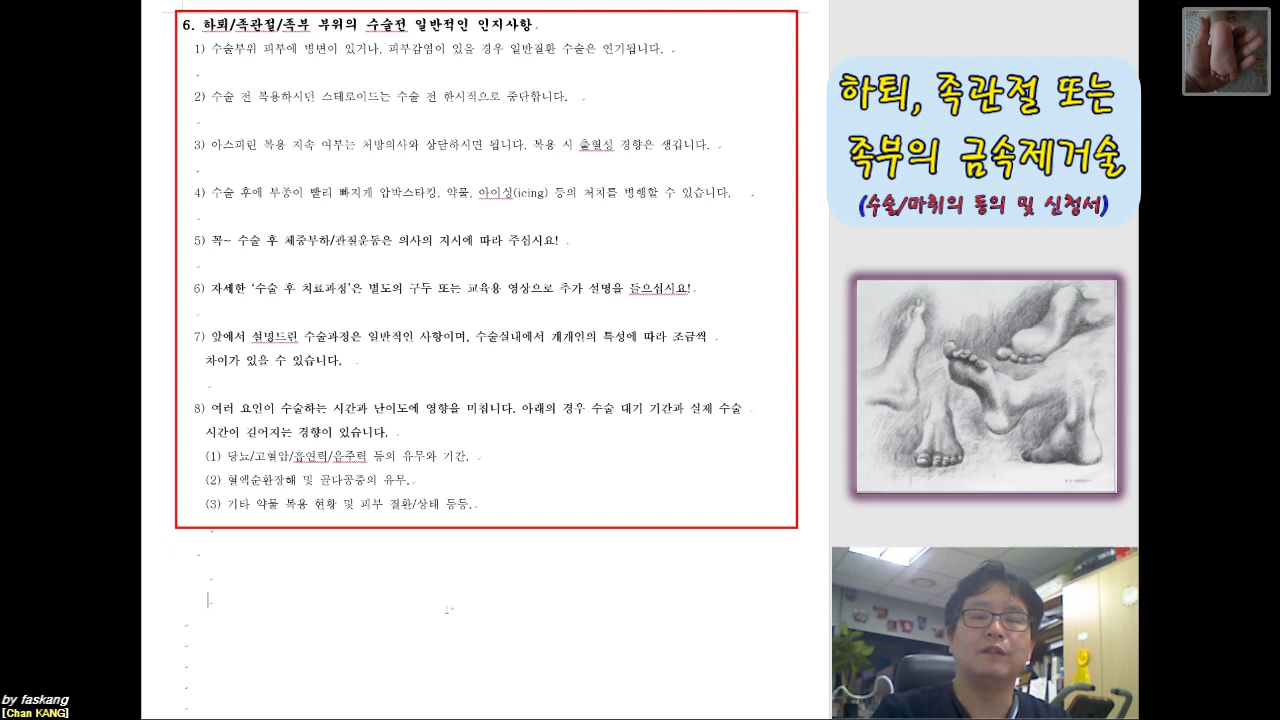 6. 하퇴/족관절/족부 부위의 수술전 일반적인 인지사항
1) 수술부위 피부에 병변이 있거나, 피부감염이 있을 경우 일반질환 수술은 연기됩니다.
2) 수술 전 복용하시던 스테로이드는 수술 전 한시적으로 중단합니다.
3) 아스피린 복용 지속 여부는 처방의사와 상담하시면 됩니다. 복용 시 출혈성 경향은 생깁니다.
4) 수술 후에 부종이 빨리 빠지게 압박스타킹, 약물, 아이싱(icing) 등의 처치를 병행할 수 있습니다.
5) 꼭~ 수술 후 체중부하/관절운동은 의사의 지시에 따라 주십시요!
6) 자세한 '수술 후 치료과정'은 별도의 구두 또는 교육용 영상으로 추가 설명을 들으십시요!
7) 앞에서 설명드린 수술과정은 일반적인 사항이며, 수술실내에서 개개인의 특성에 따라 조금씩
차이가 있을 수 있습니다.
8) 여러 요인이 수술하는 시간과 난이도에 영향을 미칩니다. 아래의 경우 수술 대기 기간과 실제 수술
시간이 길어지는 경향이 있습니다.
(1) 당뇨/고혈압/흡연력/음주력 등의 유무와 기간.
(2) 혈액순환장해 및 골다공증의 유무.
(3) 기타 약물 복용 현황 및 피부 질환/상태 등등.
하퇴, 족관절 또는
족부의 금속제거술
(수술/마취의 동의 및 신청서)
by faskang
[Chan KANG]